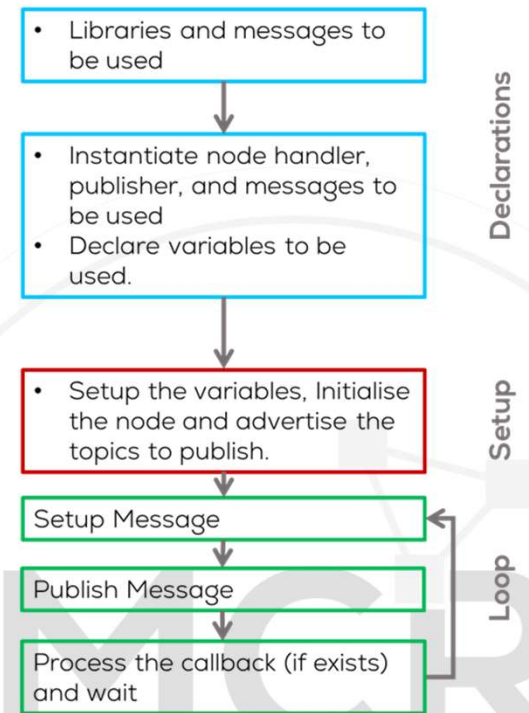 • Libraries and messages to
be used
Declarations
• Instantiate node handler,
publisher, and messages to
be used
• Declare variables to be
used.
• Setup the variables, Initialise
the node and advertise the
topics to publish.
Setup
Setup Message
Publish Message
Loop
Process the callback (if exists)
and wait
MCR